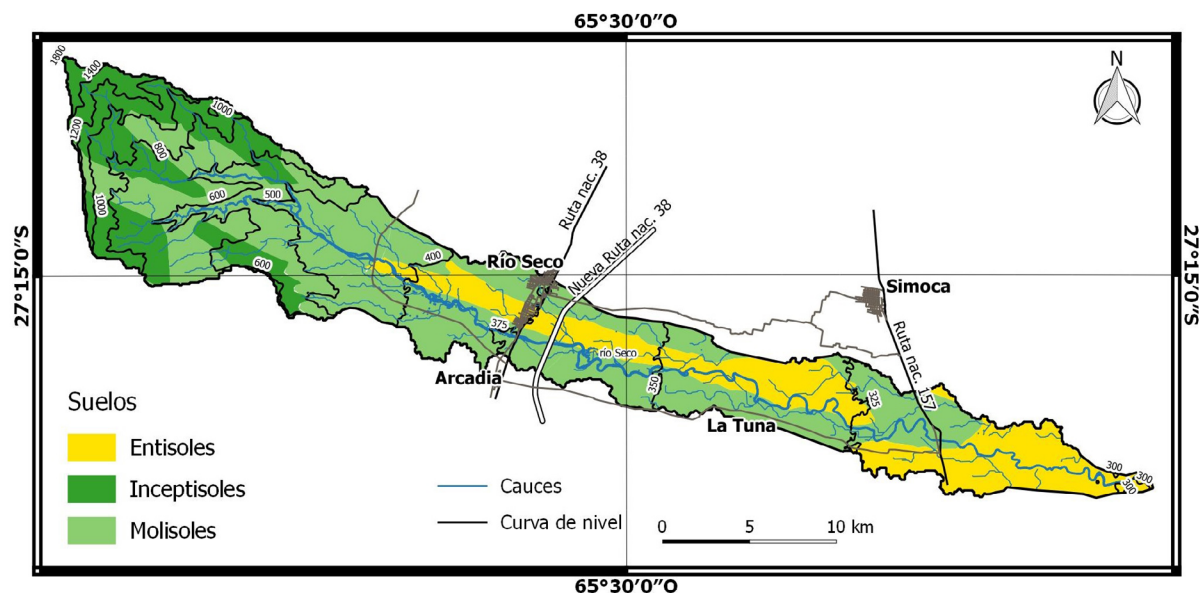 65°30’0”O
N
1800
1400
1000
1200
800
600
500
1000
600
400
Ruta nac. 38
Nueva Ruta nac. 38
27°15’0”S
27°15’0”S
Río Seco
Simoca
375
río Seco
Arcadia
350
325
Ruta nac. 157
La Tuna
300
300
300
Suelos
Entisoles
Inceptisoles
Molisoles
Cauces
Curva de nivel
0 5 10 km
65°30’0”O